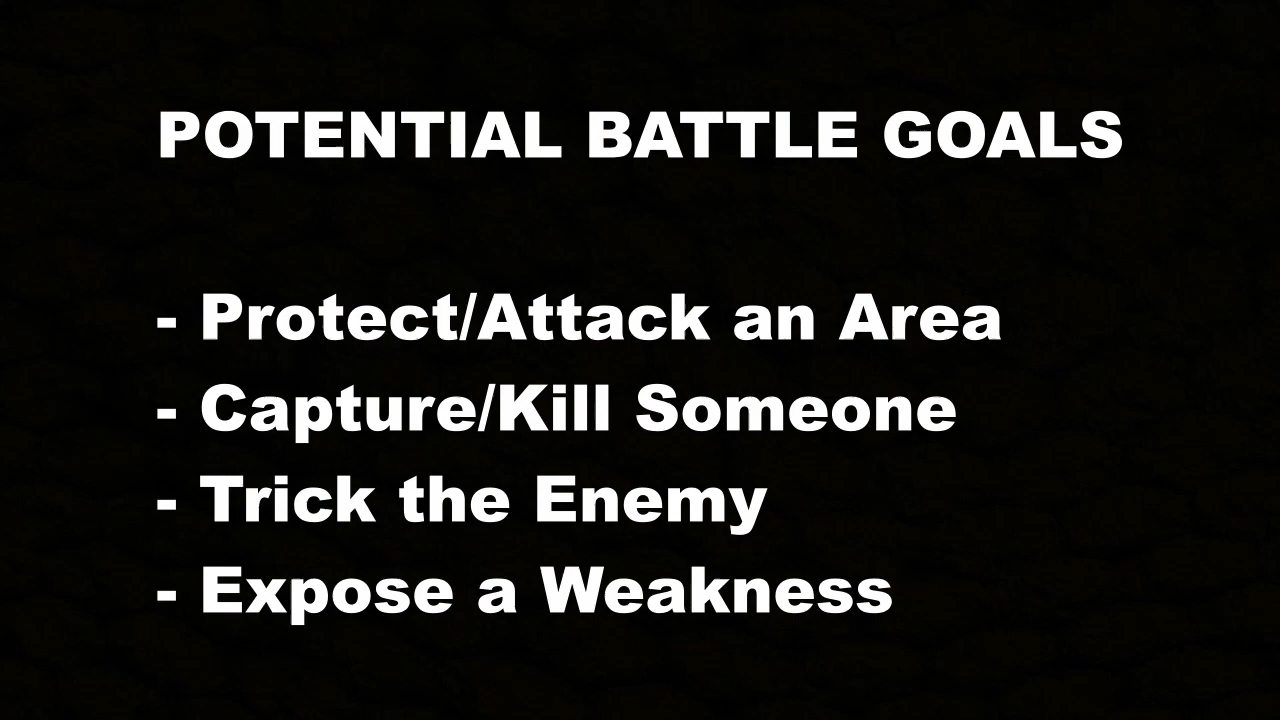 POTENTIAL BATTLE GOALS
- Protect/Attack an Area
- Capture/Kill Someone
- Trick the Enemy
- Expose a Weakness